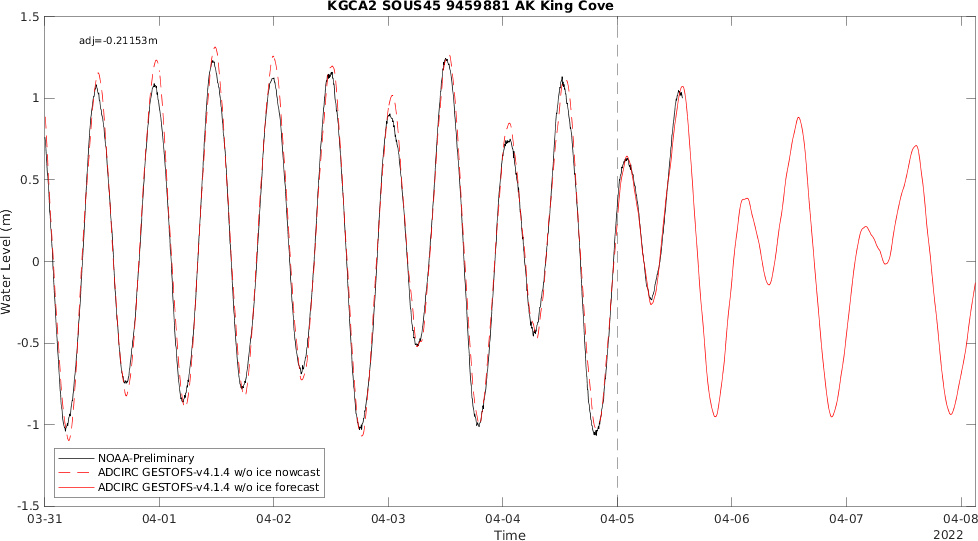 KGCA2 SOUS45 9459881 AK King Cove
adj=-0.21153m
1.5
1
0.5
0
-0.5
-1
-1.5
Water Level (m)
NOAA-Preliminary
ADCIRC GESTOFS-v4.1.4 w/o ice nowcast
ADCIRC GESTOFS-v4.1.4 w/o ice forecast
03-31 04-01 04-02 04-03 04-04 04-05 04-06 04-07 04-08
Time
2022